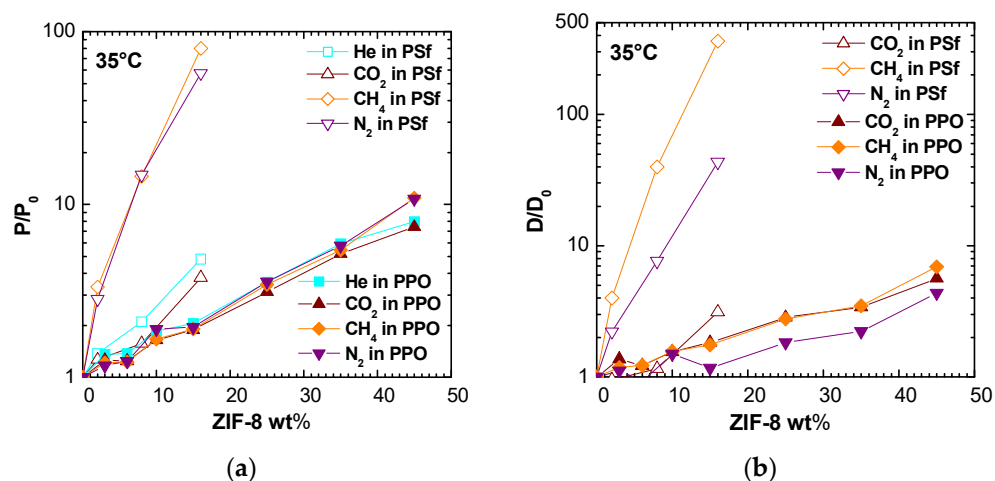 100
10
1
P/P₀
35ºC
He in PSf
CO₂ in PSf
CH₄ in PSf
N₂ in PSf
He in PPO
CO₂ in PPO
CH₄ in PPO
N₂ in PPO
0 10 20 30 40 50
ZIF-8 wt%
(a)
500
100
10
1
D/D₀
35ºC
CO₂ in PSf
CH₄ in PSf
N₂ in PSf
CO₂ in PPO
CH₄ in PPO
N₂ in PPO
0 10 20 30 40 50
ZIF-8 wt%
(b)